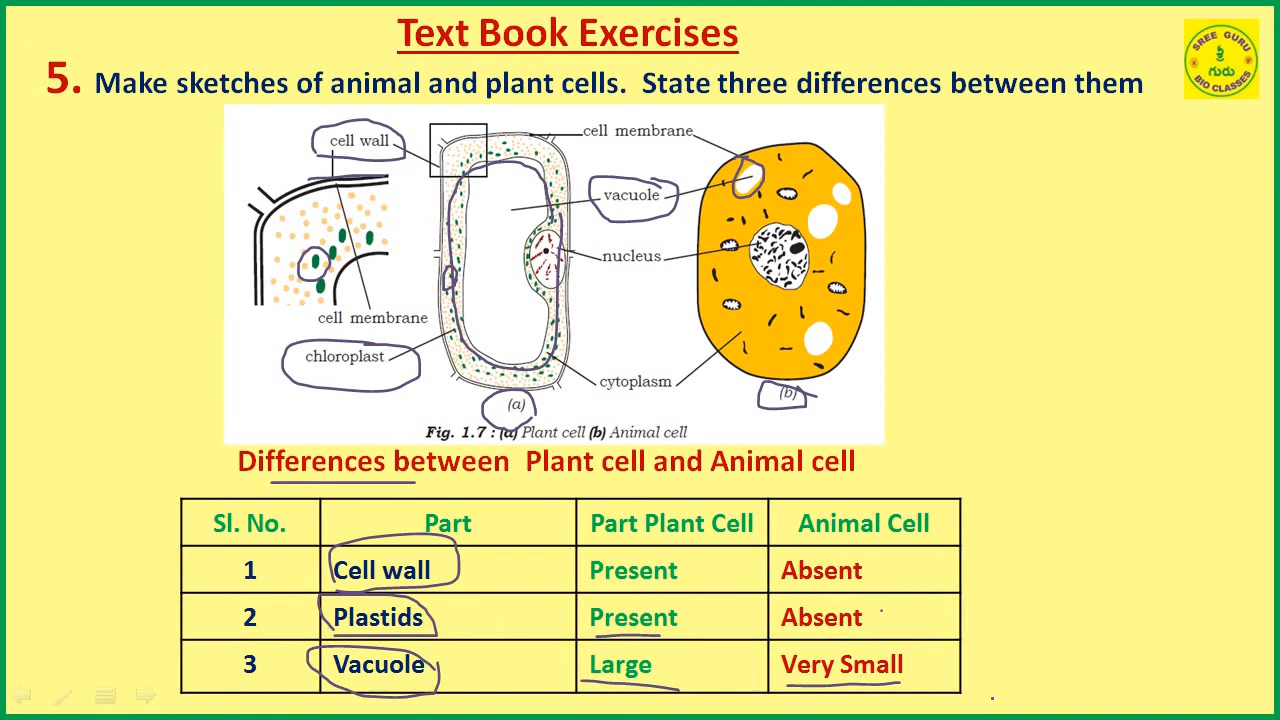 Text Book Exercises
SREE GURU
ಶ್ರೀ
ಗುರು
BIO CLASSES
5. Make sketches of animal and plant cells. State three differences between them
cell wall
cell membrane
vacuole
nucleus
cell membrane
chloroplast
cytoplasm
(a)
(b)
Fig. 1.7 : (a) Plant cell (b) Animal cell
Differences between Plant cell and Animal cell
Sl. No. Part Part Plant Cell Animal Cell
1 Cell wall Present Absent
2 Plastids Present Absent
3 Vacuole Large Very Small